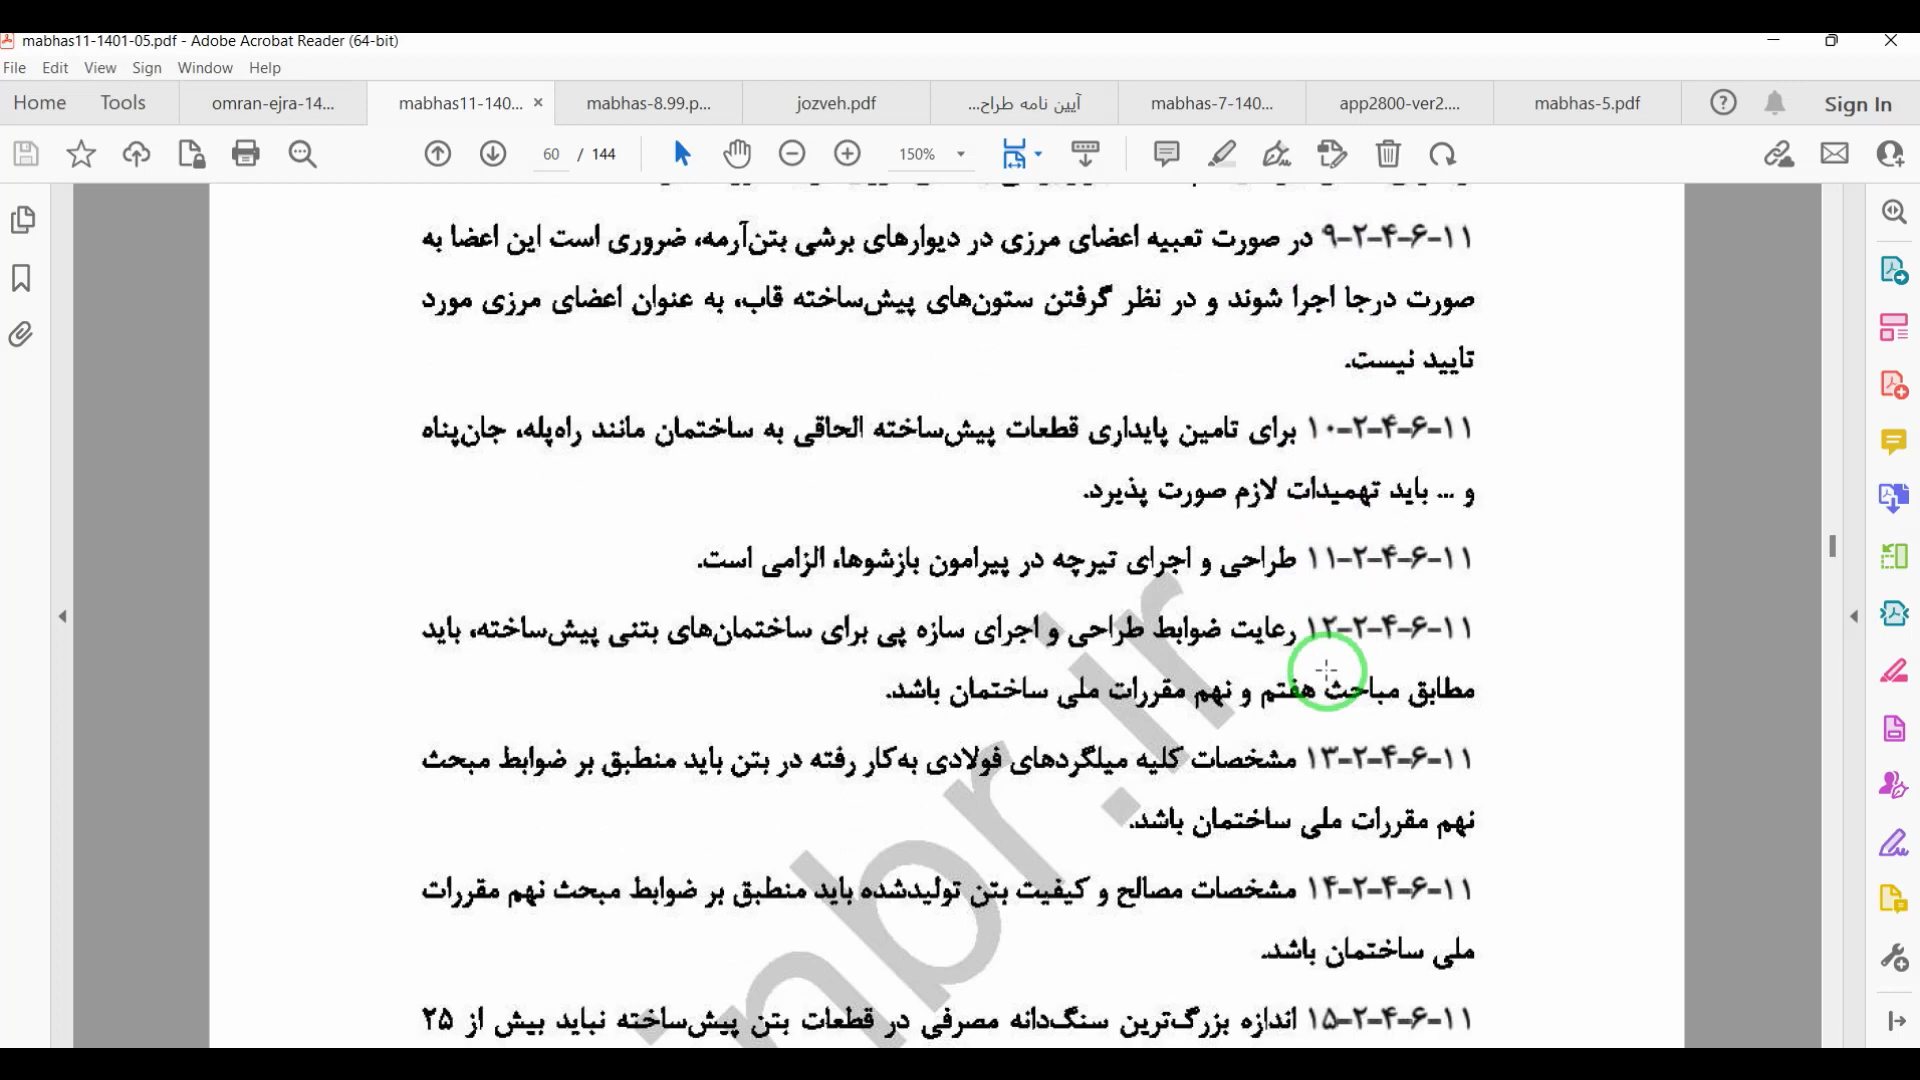 mabhas11-1401-05.pdf - Adobe Acrobat Reader (64-bit)
File Edit View Sign Window Help
Home Tools omran-ejra-14... mabhas11-140... × mabhas-8.99.p... jozveh.pdf آیین نامه طراح... mabhas-7-140... app2800-ver2.... mabhas-5.pdf Sign In
60 / 144 150%
۱۱-۶-۴-۲-۹ در صورت تعبیه اعضای مرزی در دیوارهای برشی بتن‌آرمه، ضروری است این اعضا به
صورت درجا اجرا شوند و در نظر گرفتن ستون‌های پیش‌ساخته قاب، به عنوان اعضای مرزی مورد
تایید نیست.
۱۱-۶-۴-۲-۱۰ برای تامین پایداری قطعات پیش‌ساخته الحاقی به ساختمان مانند راه‌پله، جان‌پناه
و ... باید تهمیدات لازم صورت پذیرد.
۱۱-۶-۴-۲-۱۱ طراحی و اجرای تیرچه در پیرامون بازشوها، الزامی است.
۱۱-۶-۴-۲-۱۲ رعایت ضوابط طراحی و اجرای سازه پی برای ساختمان‌های بتنی پیش‌ساخته، باید
مطابق مباحث هفتم و نهم مقررات ملی ساختمان باشد.
۱۱-۶-۴-۲-۱۳ مشخصات کلیه میلگردهای فولادی به‌کار رفته در بتن باید منطبق بر ضوابط مبحث
نهم مقررات ملی ساختمان باشد.
۱۱-۶-۴-۲-۱۴ مشخصات مصالح و کیفیت بتن تولیدشده باید منطبق بر ضوابط مبحث نهم مقررات
ملی ساختمان باشد.
۱۱-۶-۴-۲-۱۵ اندازه بزرگ‌ترین سنگ‌دانه مصرفی در قطعات بتن پیش‌ساخته نباید بیش از ۲۵
inbr.ir